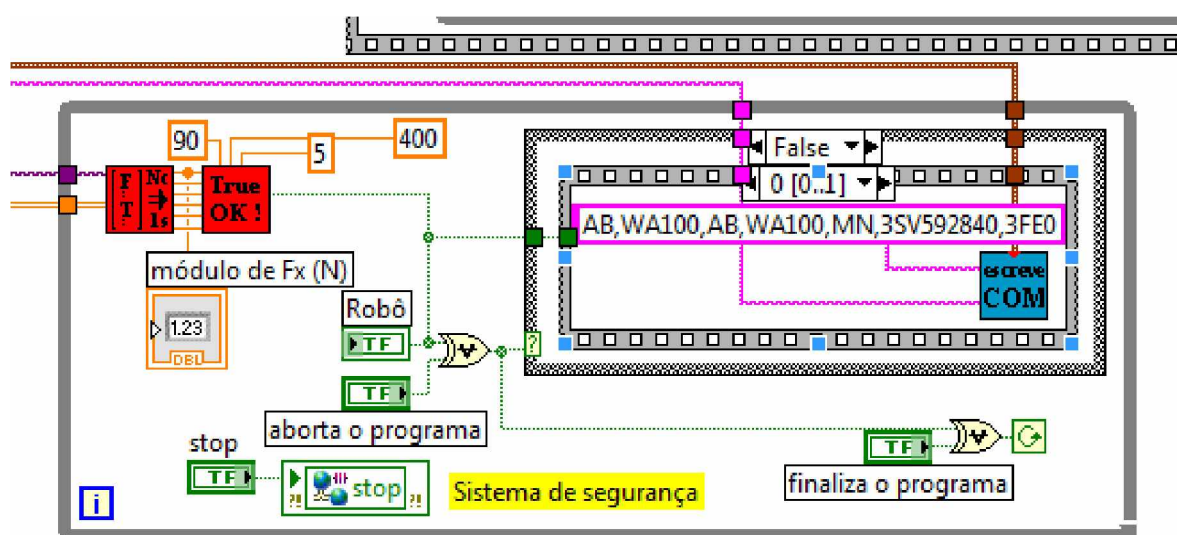 90
5
400
False
0 [0..1]
[F T] Nc → 1s
True
OK !
AB,WA100,AB,WA100,MN,3SV592840,3FE0
escreve
COM
módulo de Fx (N)
1.23
DBL
Robô
TF
?
TF
aborta o programa
stop
TF
?! stop ?!
Sistema de segurança
TF
finaliza o programa
i